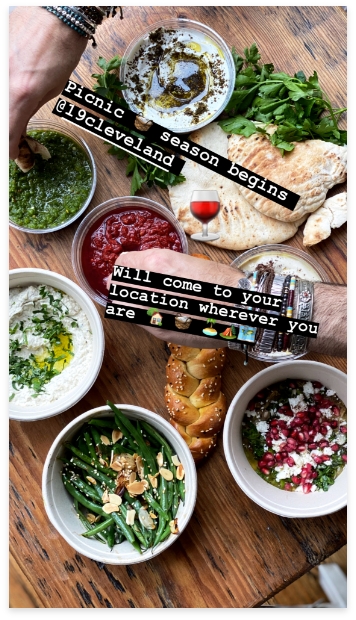 Picnic 🧺 season begins
@19cleveland
Will come to your
location wherever you
are